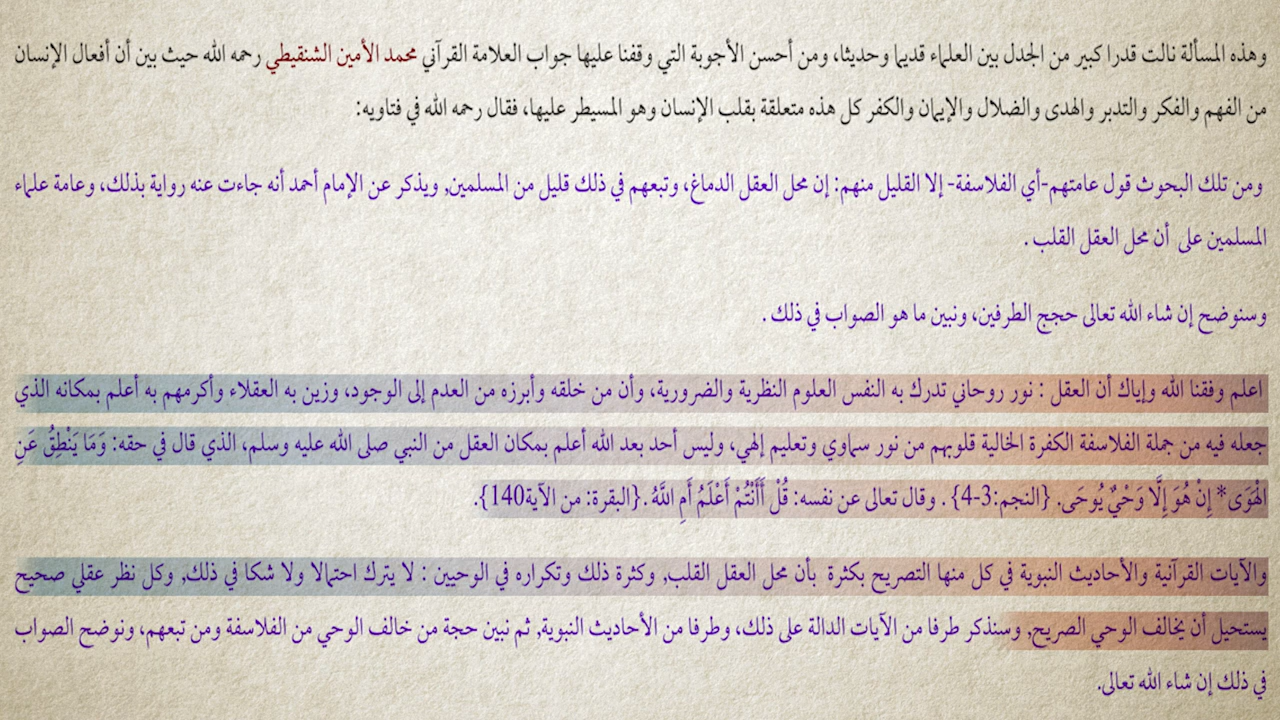 وهذه المسألة نالت قدرا كبير من الجدل بين العلماء قديما وحديثا، ومن أحسن الأجوبة التي وقفنا عليها جواب العلامة القرآني محمد الأمين الشنقيطي رحمه الله حيث بين أن أفعال الإنسان
من الفهم والفكر والتدبر والهدى والضلال والإيمان والكفر كل هذه متعلقة بقلب الإنسان وهو المسيطر عليها، فقال رحمه الله في فتاويه:
ومن تلك البحوث قول عامتهم-أي الفلاسفة- إلا القليل منهم: إن محل العقل الدماغ، وتبعهم في ذلك قليل من المسلمين, ويذكر عن الإمام أحمد أنه جاءت عنه رواية بذلك، وعامة علماء
المسلمين على أن محل العقل القلب .
وسنوضح إن شاء الله تعالى حجج الطرفين، ونبين ما هو الصواب في ذلك .
اعلم وفقنا الله وإياك أن العقل : نور روحاني تدرك به النفس العلوم النظرية والضرورية، وأن من خلقه وأبرزه من العدم إلى الوجود، وزين به العقلاء وأكرمهم به أعلم بمكانه الذي
جعله فيه من جملة الفلاسفة الكفرة الخالية قلوبهم من نور سماوي وتعليم إلهي، وليس أحد بعد الله أعلم بمكان العقل من النبي صلى الله عليه وسلم، الذي قال في حقه: وَمَا يَنْطِقُ عَنِ
الْهَوَى* إِنْ هُوَ إِلَّا وَحْيٌ يُوحَى. {النجم:3-4} . وقال تعالى عن نفسه: قُلْ أَأَنْتُمْ أَعْلَمُ أَمِ اللَّهُ .{البقرة: من الآية140}.
والآيات القرآنية والأحاديث النبوية في كل منها التصريح بكثرة بأن محل العقل القلب, وكثرة ذلك وتكراره في الوحيين : لا يترك احتمالا ولا شكا في ذلك, وكل نظر عقلي صحيح
يستحيل أن يخالف الوحي الصريح, وسنذكر طرفا من الآيات الدالة على ذلك، وطرفا من الأحاديث النبوية, ثم نبين حجة من خالف الوحي من الفلاسفة ومن تبعهم، ونوضح الصواب
في ذلك إن شاء الله تعالى.